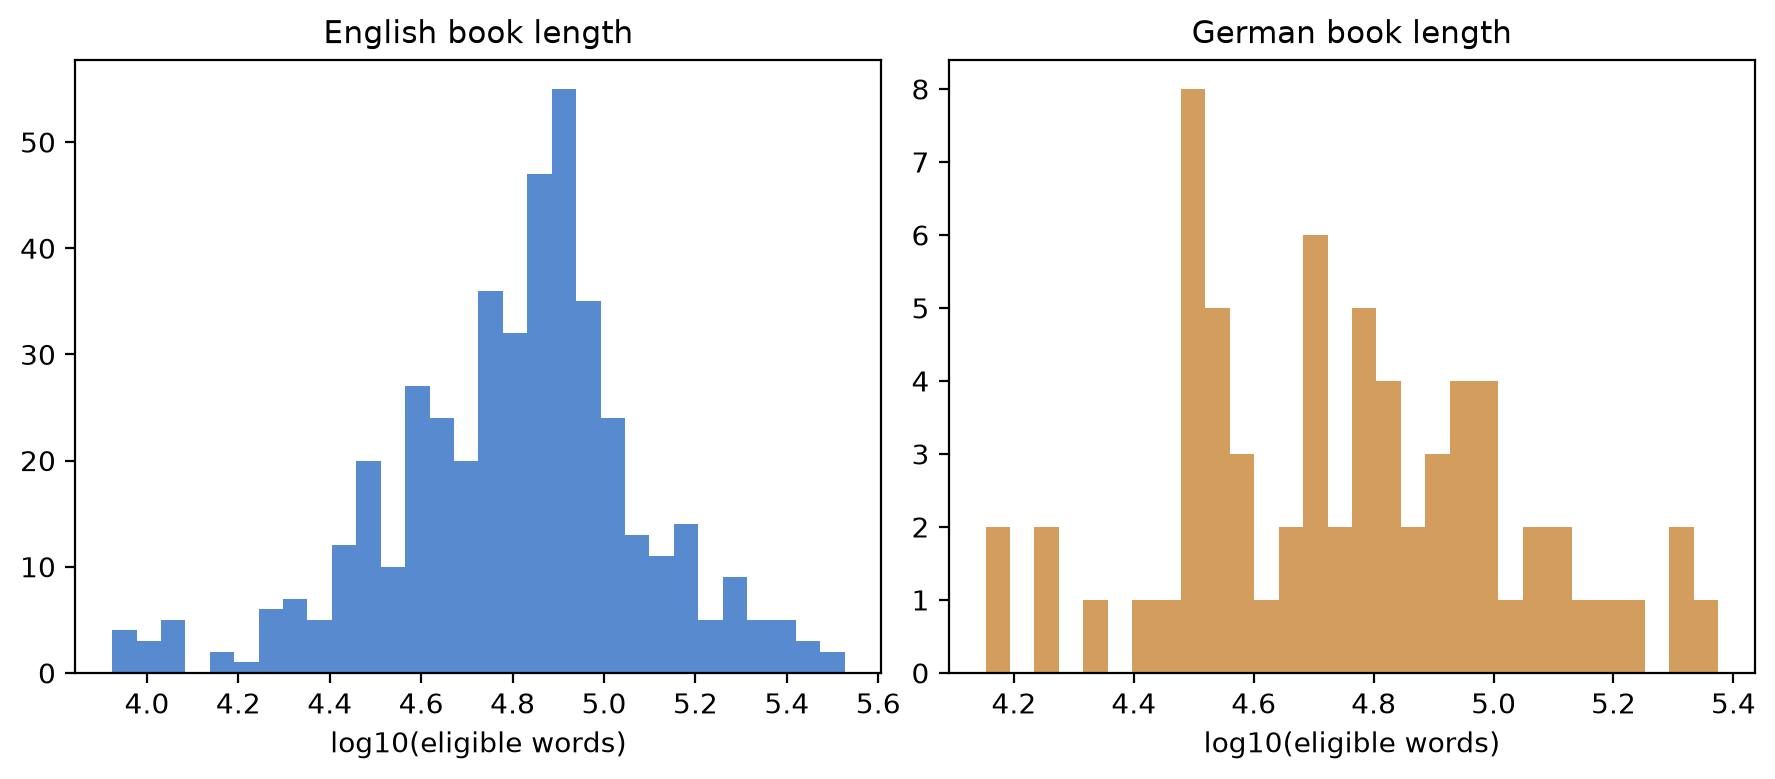 English book length
50
40
30
20
10
0
4.0 4.2 4.4 4.6 4.8 5.0 5.2 5.4 5.6
log10(eligible words)
German book length
8
7
6
5
4
3
2
1
0
4.2 4.4 4.6 4.8 5.0 5.2 5.4
log10(eligible words)